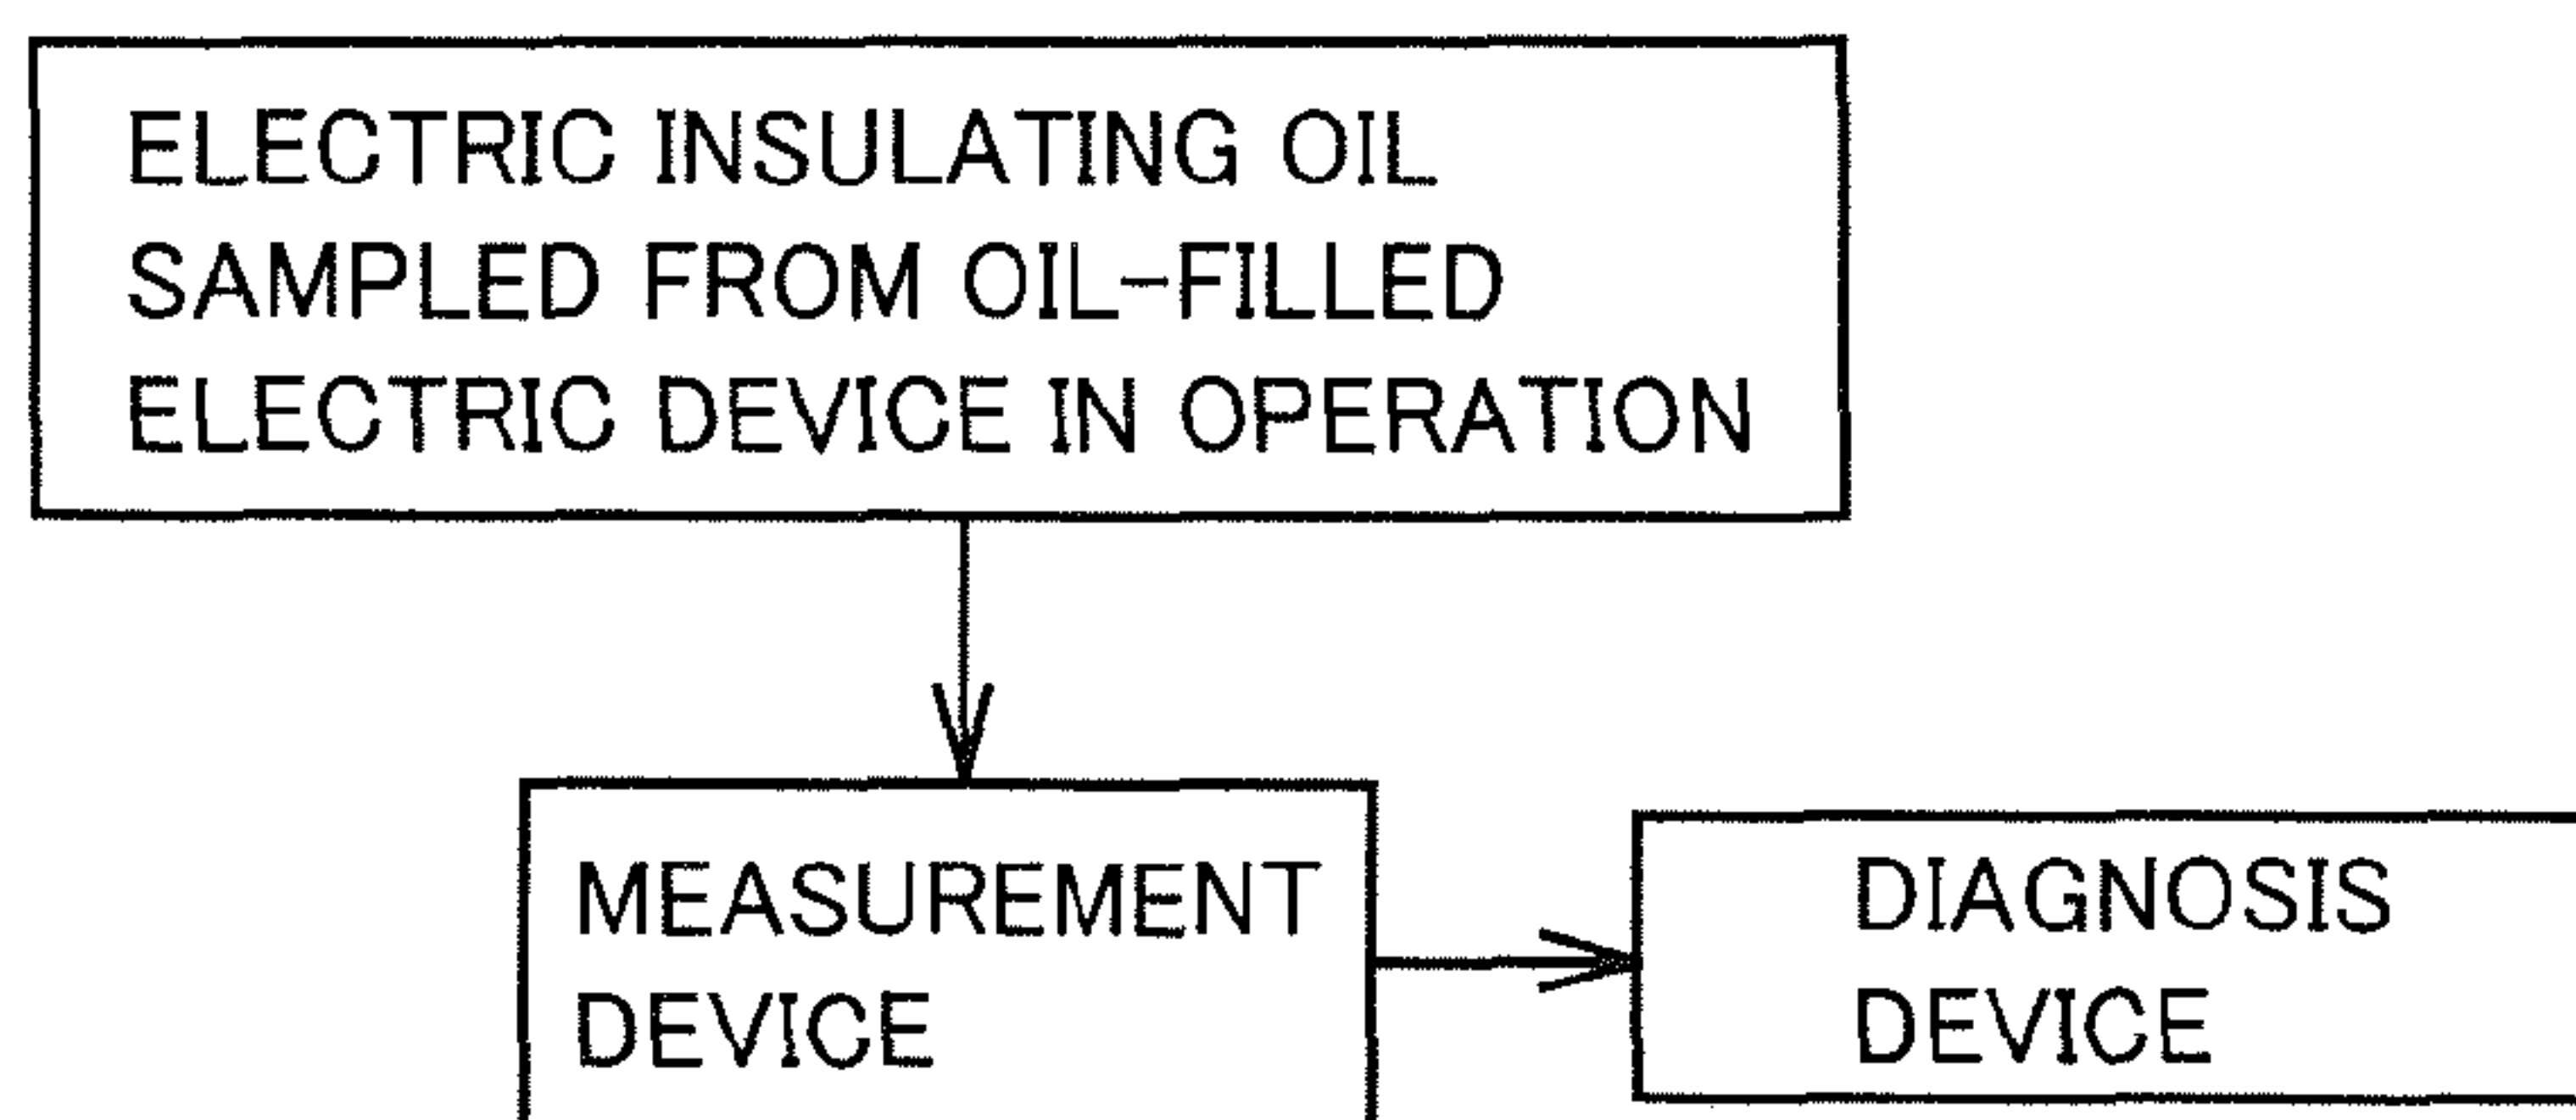 ELECTRIC INSULATING OIL
SAMPLED FROM OIL-FILLED
ELECTRIC DEVICE IN OPERATION
MEASUREMENT
DEVICE
DIAGNOSIS
DEVICE